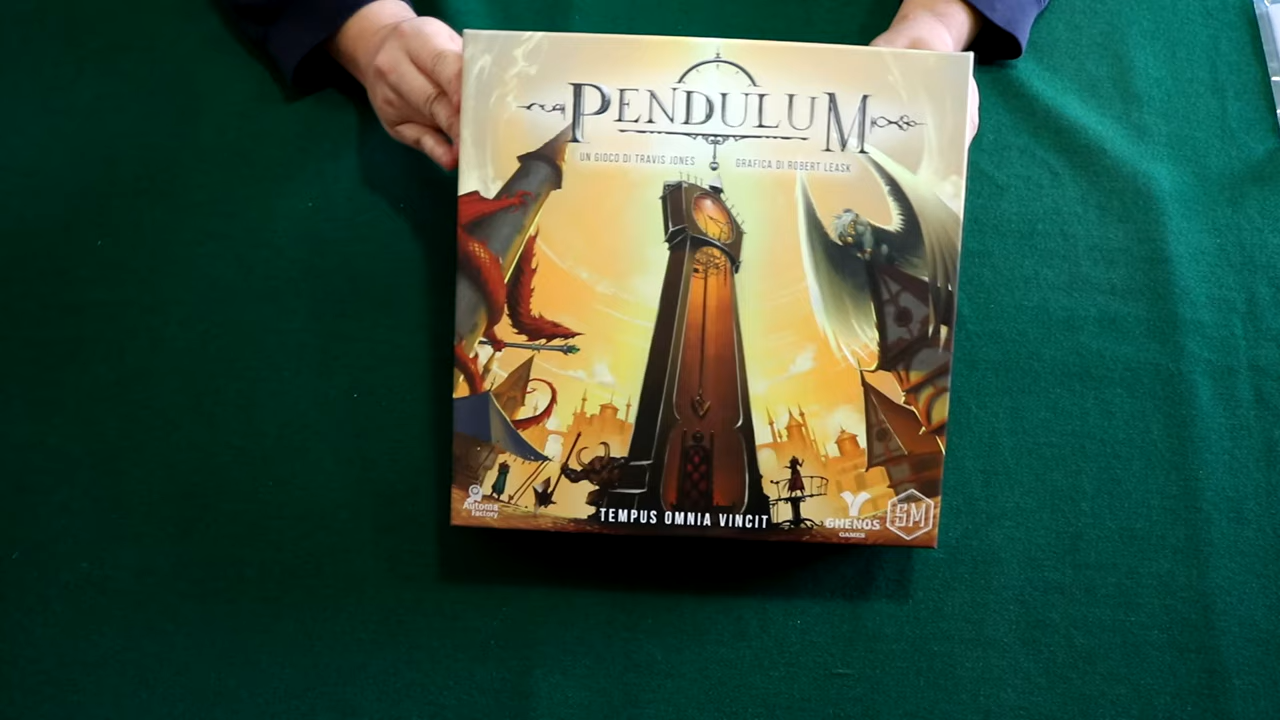 PENDULUM
UN GIOCO DI TRAVIS JONES GRAFICA DI ROBERT LEASK
TEMPUS OMNIA VINCIT
Automa
Factory
GHENOS
GAMES
SM